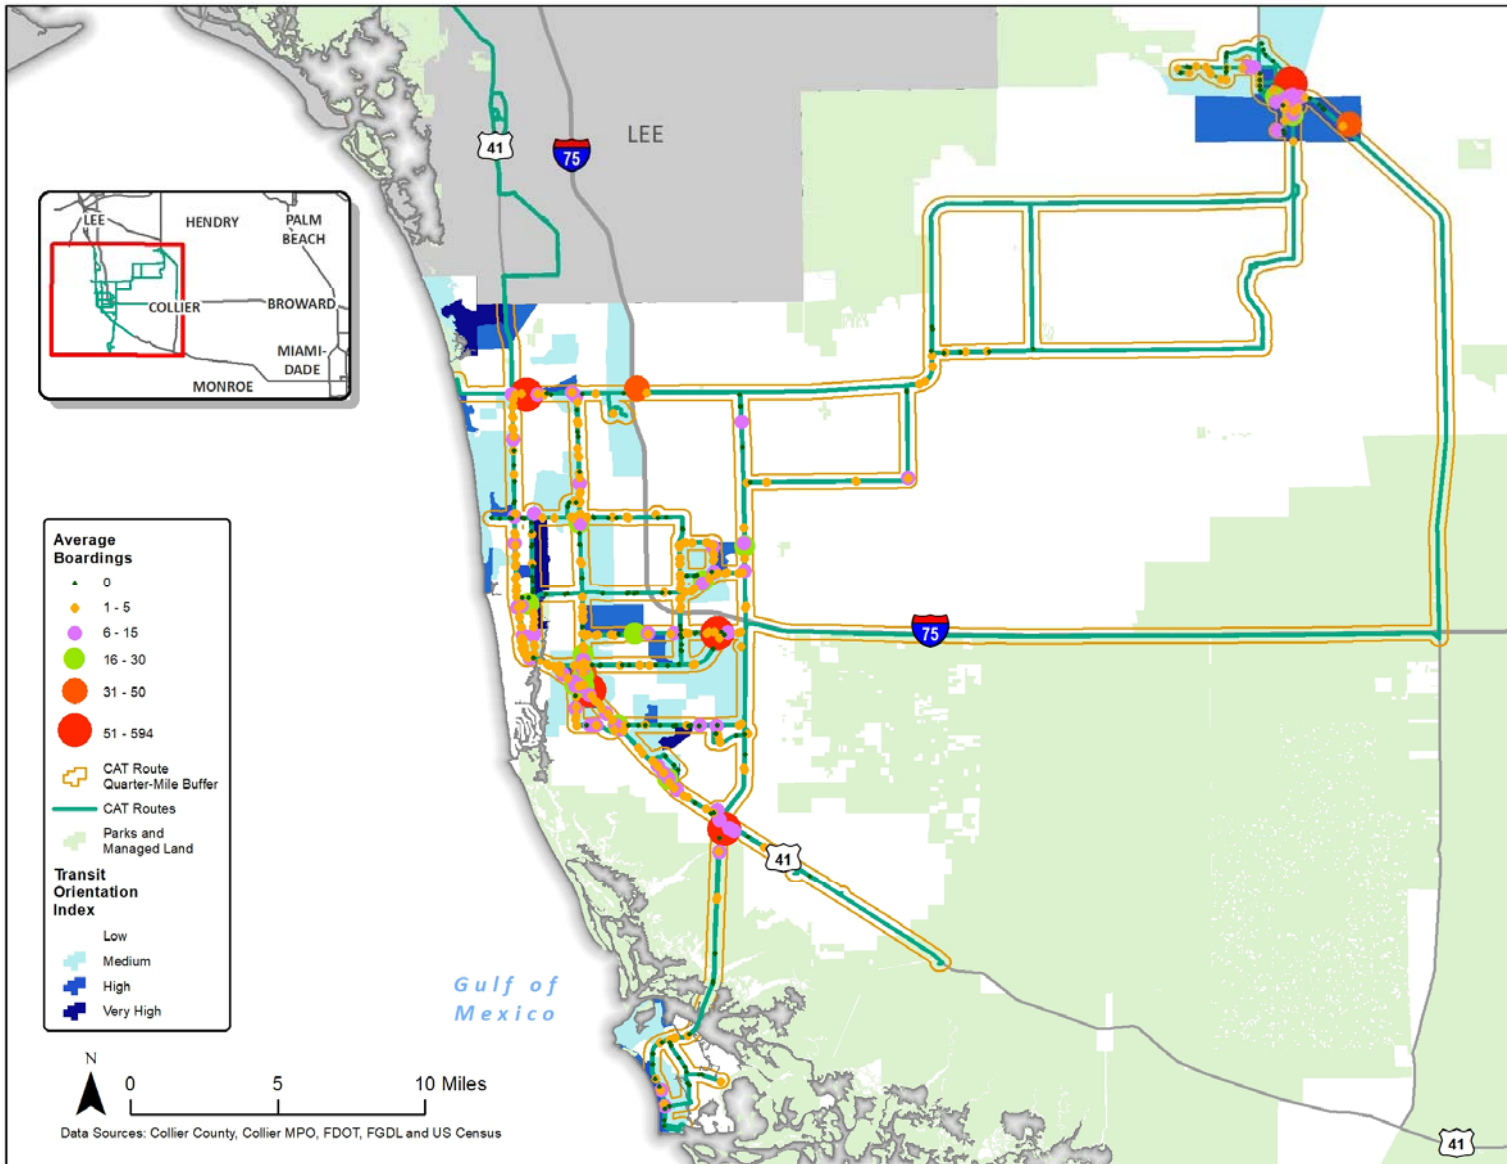 41
75
LEE
LEE
HENDRY
PALM
BEACH
COLLIER
BROWARD
MIAMI-
DADE
MONROE
75
41
Average
Boardings
0
1 - 5
6 - 15
16 - 30
31 - 50
51 - 594
CAT Route
Quarter-Mile Buffer
CAT Routes
Parks and
Managed Land
Transit
Orientation
Index
Low
Medium
High
Very High
Gulf of
Mexico
N
0 5 10 Miles
Data Sources: Collier County, Collier MPO, FDOT, FGDL and US Census
41